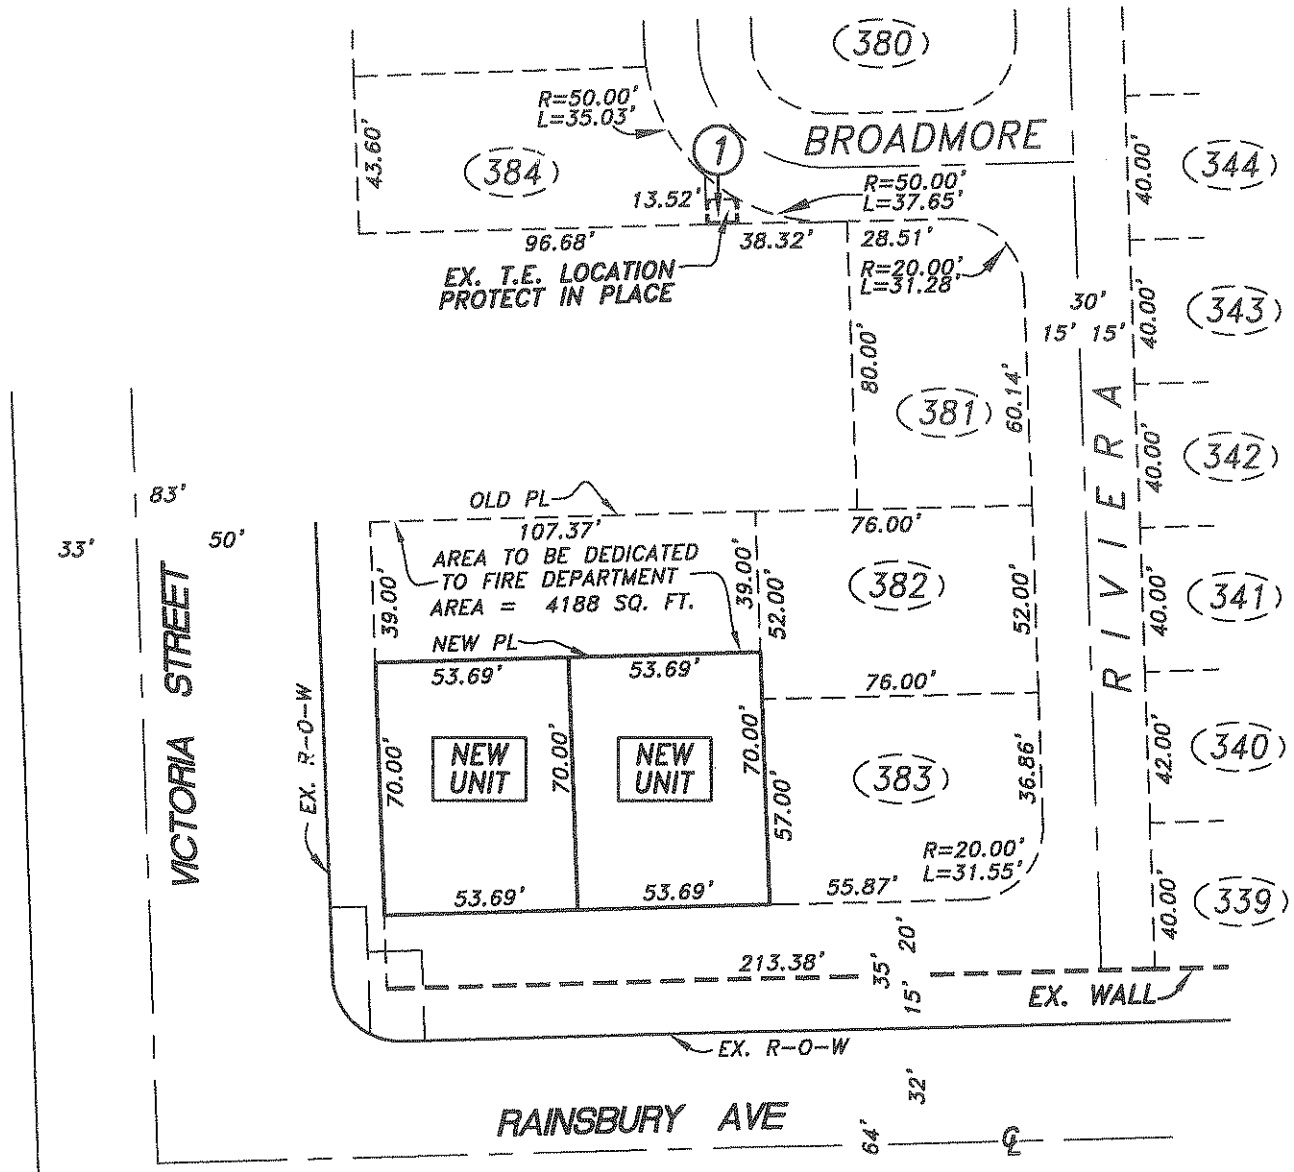 380
R=50.00'
L=35.03'
1
BROADMORE
43.60'
384
40.00'
344
R=50.00'
L=37.65'
13.52'
96.68'
38.32'
28.51'
EX. T.E. LOCATION
PROTECT IN PLACE
R=20.00'
L=31.28'
30'
15' 15'
40.00'
343
80.00'
60.14'
381
RIVIERA
40.00'
342
83'
33'
50'
OLD PL
107.37'
76.00'
AREA TO BE DEDICATED
TO FIRE DEPARTMENT
AREA = 4188 SQ. FT.
39.00'
39.00'
52.00'
382
52.00'
40.00'
341
VICTORIA STREET
NEW PL
53.69'
53.69'
76.00'
EX. R-O-W
70.00'
NEW
UNIT
70.00'
NEW
UNIT
70.00'
57.00'
383
36.86'
42.00'
340
R=20.00'
L=31.55'
53.69'
53.69'
55.87'
40.00'
339
213.38'
35'
20'
15'
EX. WALL
EX. R-O-W
RAINSBURY AVE
64'
32'
℄